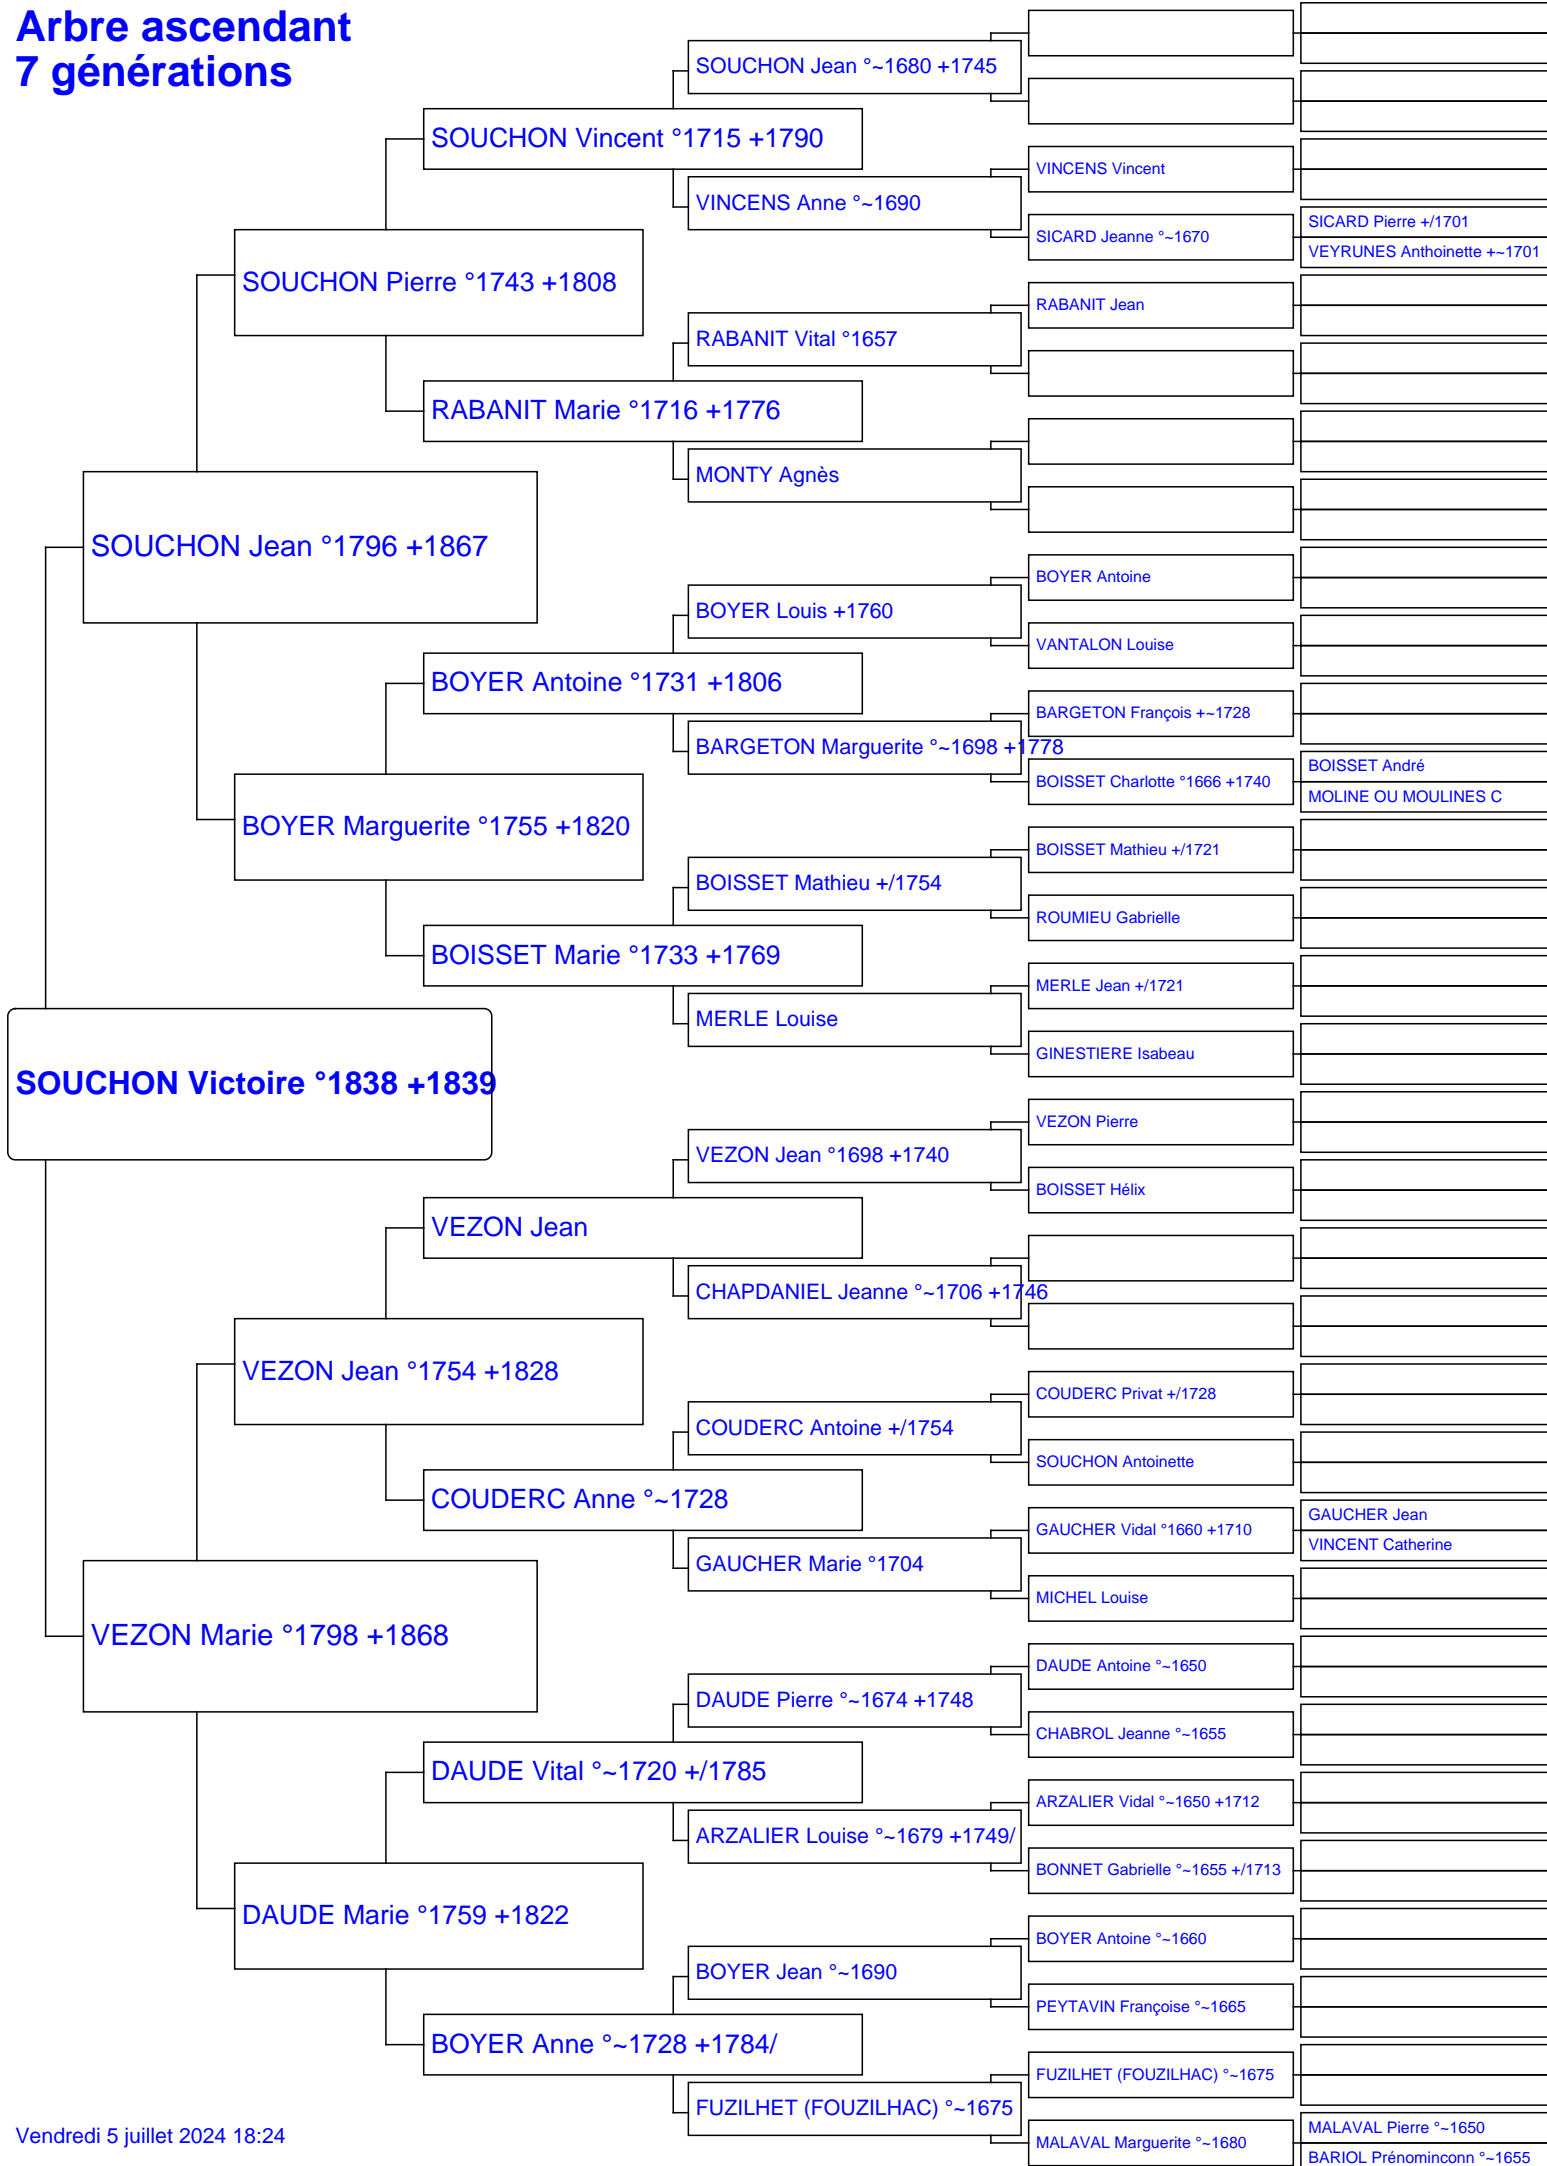 Arbre ascendant
7 générations
SOUCHON Jean °~1680 +1745
SOUCHON Vincent °1715 +1790
VINCENS Vincent
VINCENS Anne °~1690
SICARD Jeanne °~1670
SICARD Pierre +/1701
VEYRUNES Anthoinette +~1701
SOUCHON Pierre °1743 +1808
RABANIT Jean
RABANIT Vital °1657
RABANIT Marie °1716 +1776
MONTY Agnès
SOUCHON Jean °1796 +1867
BOYER Antoine
BOYER Louis +1760
VANTALON Louise
BOYER Antoine °1731 +1806
BARGETON François +~1728
BARGETON Marguerite °~1698 +1778
BOISSET Charlotte °1666 +1740
BOISSET André
MOLINE OU MOULINES C
BOYER Marguerite °1755 +1820
BOISSET Mathieu +/1721
BOISSET Mathieu +/1754
ROUMIEU Gabrielle
BOISSET Marie °1733 +1769
MERLE Jean +/1721
MERLE Louise
GINESTIERE Isabeau
SOUCHON Victoire °1838 +1839
VEZON Pierre
VEZON Jean °1698 +1740
BOISSET Hélix
VEZON Jean
CHAPDANIEL Jeanne °~1706 +1746
VEZON Jean °1754 +1828
COUDERC Privat +/1728
COUDERC Antoine +/1754
SOUCHON Antoinette
COUDERC Anne °~1728
GAUCHER Vidal °1660 +1710
GAUCHER Jean
VINCENT Catherine
GAUCHER Marie °1704
MICHEL Louise
VEZON Marie °1798 +1868
DAUDE Antoine °~1650
DAUDE Pierre °~1674 +1748
CHABROL Jeanne °~1655
DAUDE Vital °~1720 +/1785
ARZALIER Vidal °~1650 +1712
ARZALIER Louise °~1679 +1749/
BONNET Gabrielle °~1655 +/1713
DAUDE Marie °1759 +1822
BOYER Antoine °~1660
BOYER Jean °~1690
PEYTAVIN Françoise °~1665
BOYER Anne °~1728 +1784/
FUZILHET (FOUZILHAC) °~1675
FUZILHET (FOUZILHAC) °~1675
MALAVAL Marguerite °~1680
MALAVAL Pierre °~1650
BARIOL Prénominconn °~1655
Vendredi 5 juillet 2024 18:24